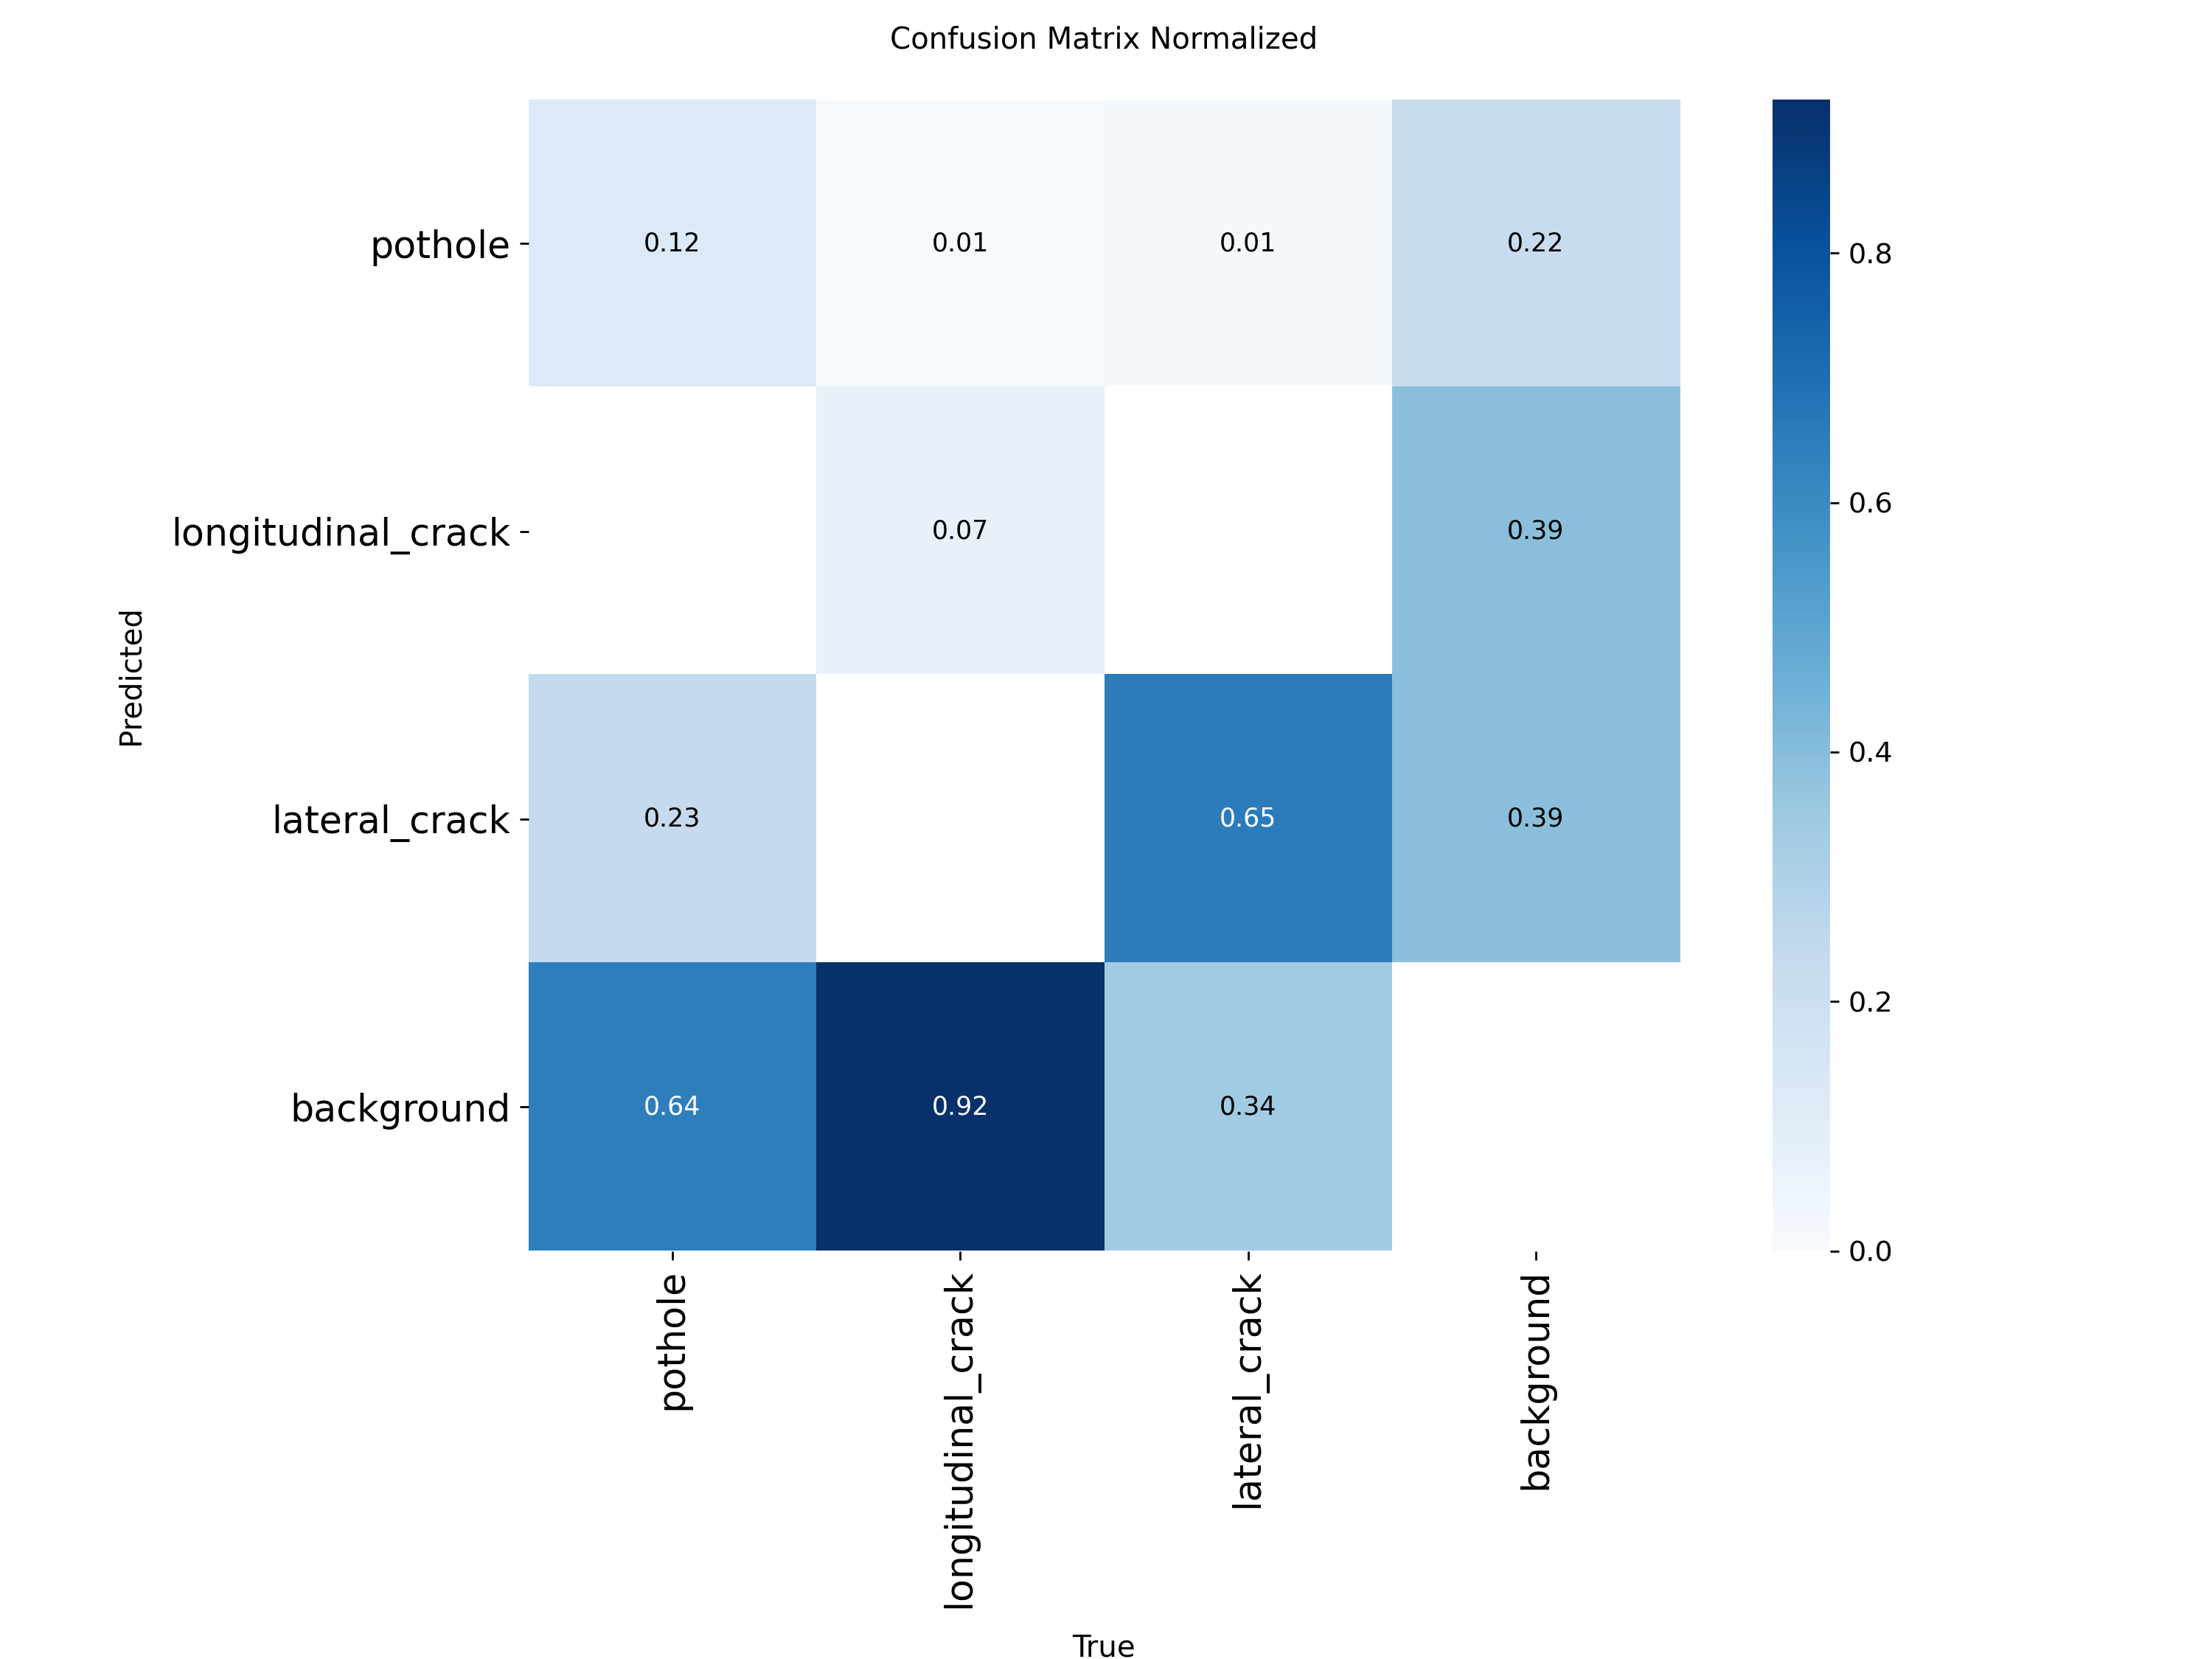 Confusion Matrix Normalized
pothole
0.12
0.01
0.01
0.22
longitudinal_crack
0.07
0.39
lateral_crack
0.23
0.65
0.39
background
0.64
0.92
0.34
Predicted
pothole
longitudinal_crack
lateral_crack
background
True
0.8
0.6
0.4
0.2
0.0